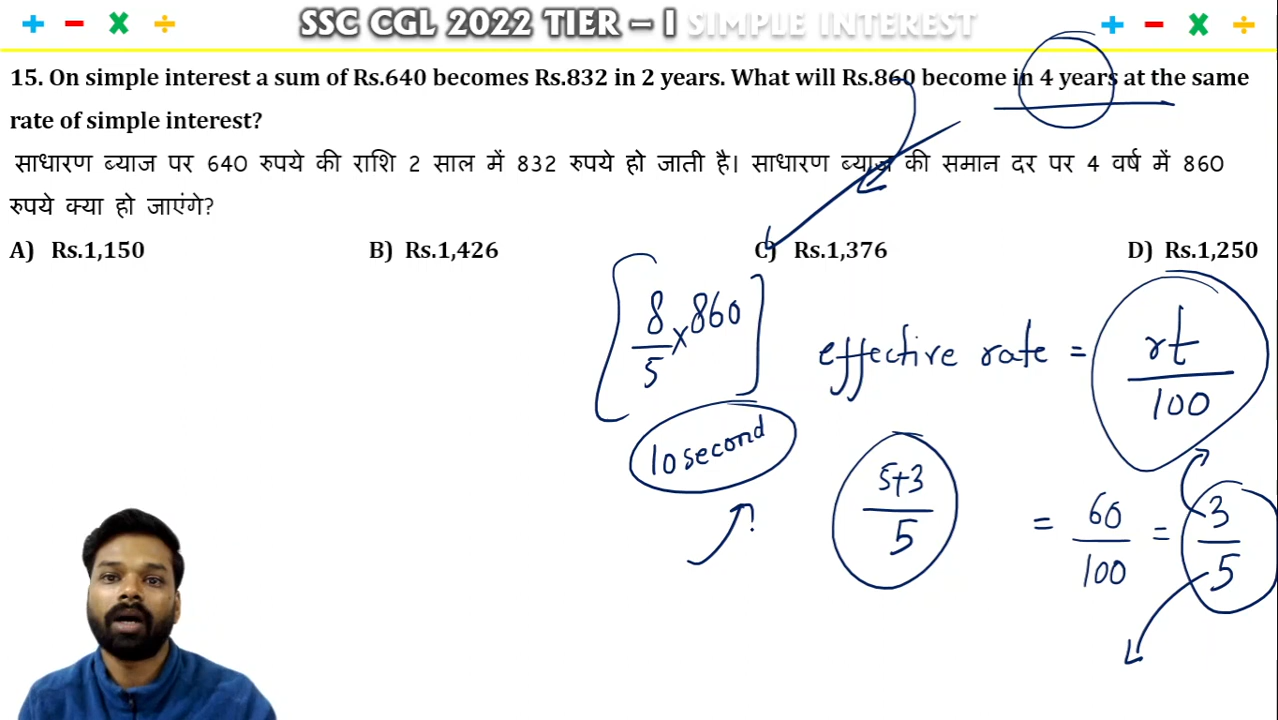 + - × ÷ SSC CGL 2022 TIER – I SIMPLE INTEREST + - × ÷
15. On simple interest a sum of Rs.640 becomes Rs.832 in 2 years. What will Rs.860 become in 4 years at the same
rate of simple interest?
साधारण ब्याज पर 640 रुपये की राशि 2 साल में 832 रुपये हो जाती है। साधारण ब्याज की समान दर पर 4 वर्ष में 860
रुपये क्या हो जाएंगे?
A) Rs.1,150 B) Rs.1,426 C) Rs.1,376 D) Rs.1,250
[8/5 × 860]
effective rate = rt/100
10 second
5+3/5
= 60/100 = 3/5